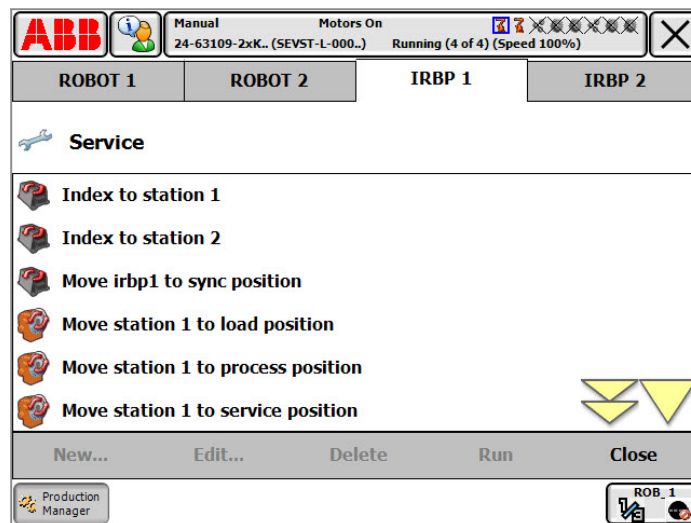 ABB
Manual Motors On
24-63109-2xK.. (SEVST-L-000..) Running (4 of 4) (Speed 100%)
ROBOT 1 ROBOT 2 IRBP 1 IRBP 2
Service
Index to station 1
Index to station 2
Move irbp1 to sync position
Move station 1 to load position
Move station 1 to process position
Move station 1 to service position
New... Edit... Delete Run Close
Production
Manager
ROB_1
1/3